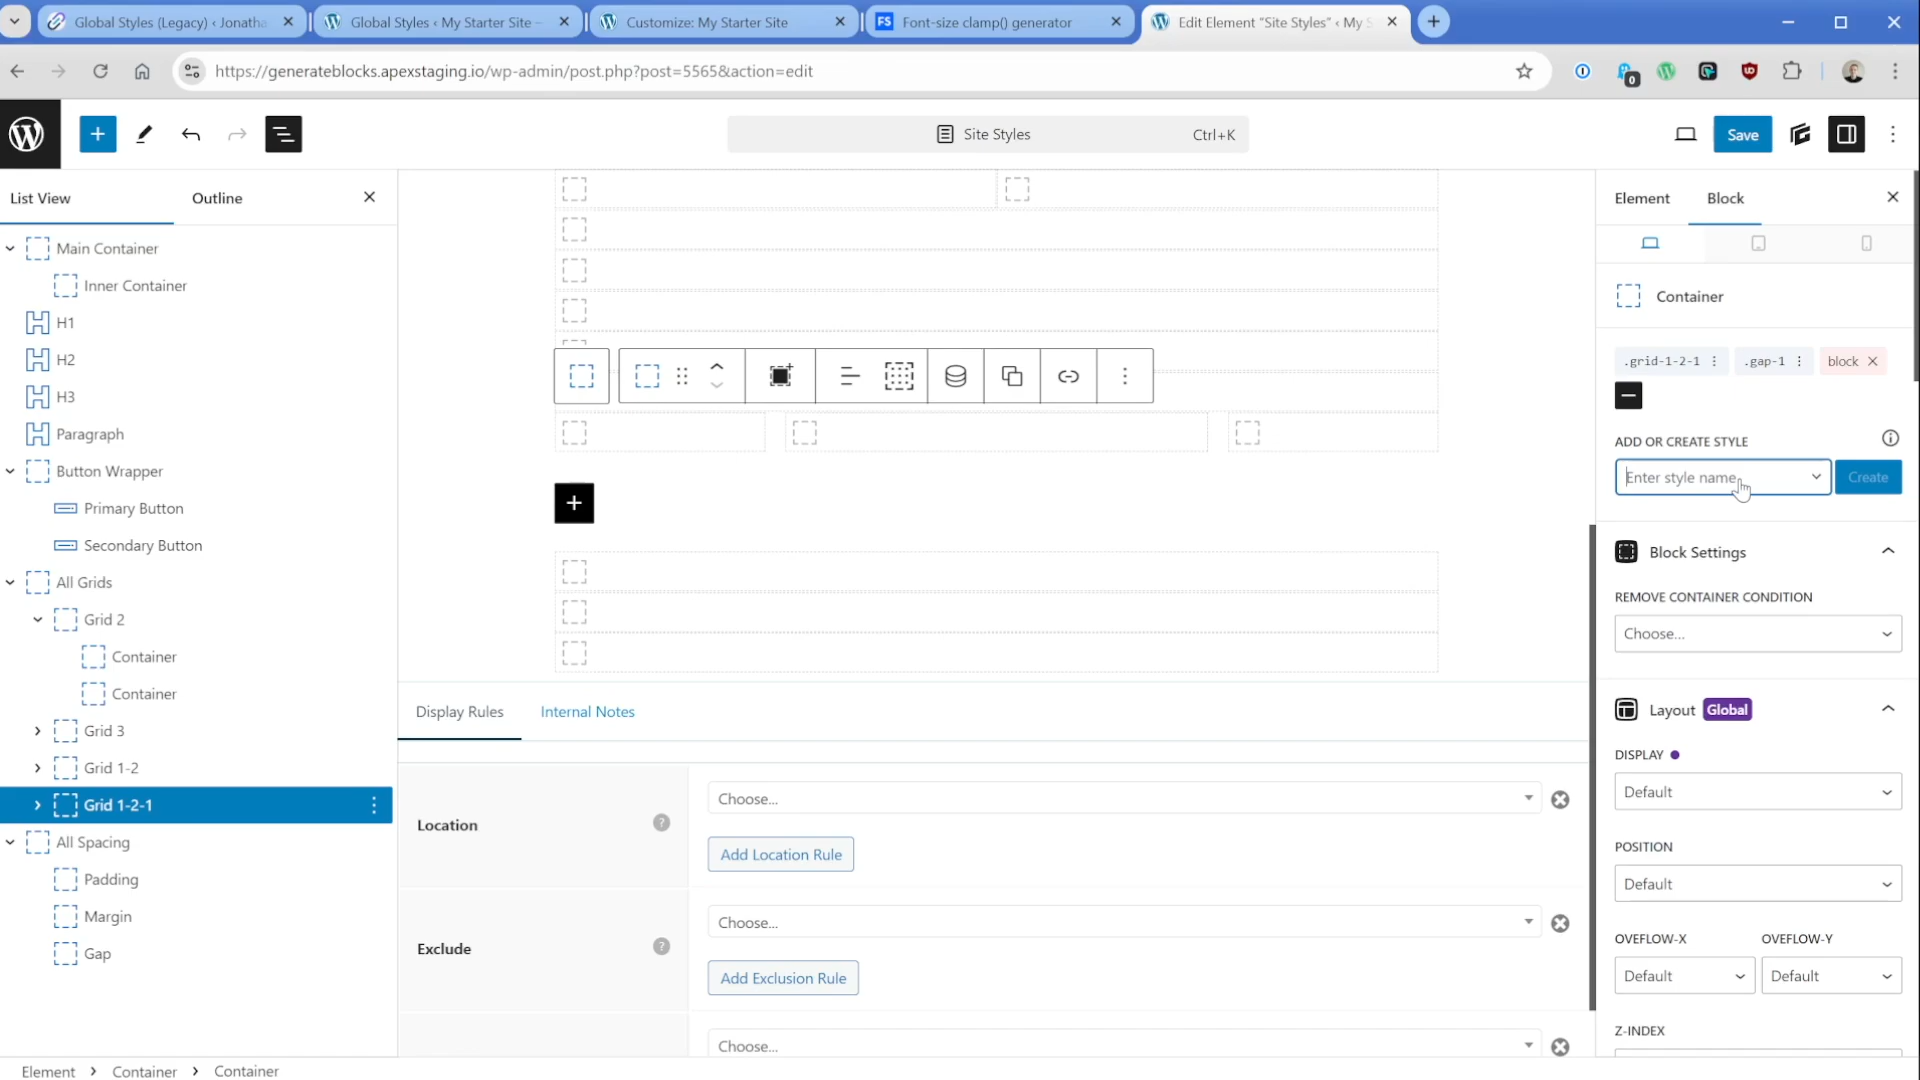 Global Styles (Legacy) ‹ Jonatha
Global Styles ‹ My Starter Site –
Customize: My Starter Site
FS
Font-size clamp() generator
Edit Element "Site Styles" ‹ My S
https://generateblocks.apexstaging.io/wp-admin/post.php?post=5565&action=edit
0
Site Styles
Ctrl+K
Save
List View
Outline
Main Container
Inner Container
H1
H2
H3
Paragraph
Button Wrapper
Primary Button
Secondary Button
All Grids
Grid 2
Container
Container
Grid 3
Grid 1-2
Grid 1-2-1
All Spacing
Padding
Margin
Gap
Display Rules
Internal Notes
Location
?
Choose...
Add Location Rule
Exclude
?
Choose...
Add Exclusion Rule
Choose...
Element
Block
Container
.grid-1-2-1
.gap-1
block
ADD OR CREATE STYLE
Enter style name
Create
Block Settings
REMOVE CONTAINER CONDITION
Choose...
Layout
Global
DISPLAY
Default
POSITION
Default
OVEFLOW-X
OVEFLOW-Y
Default
Default
Z-INDEX
Element
Container
Container